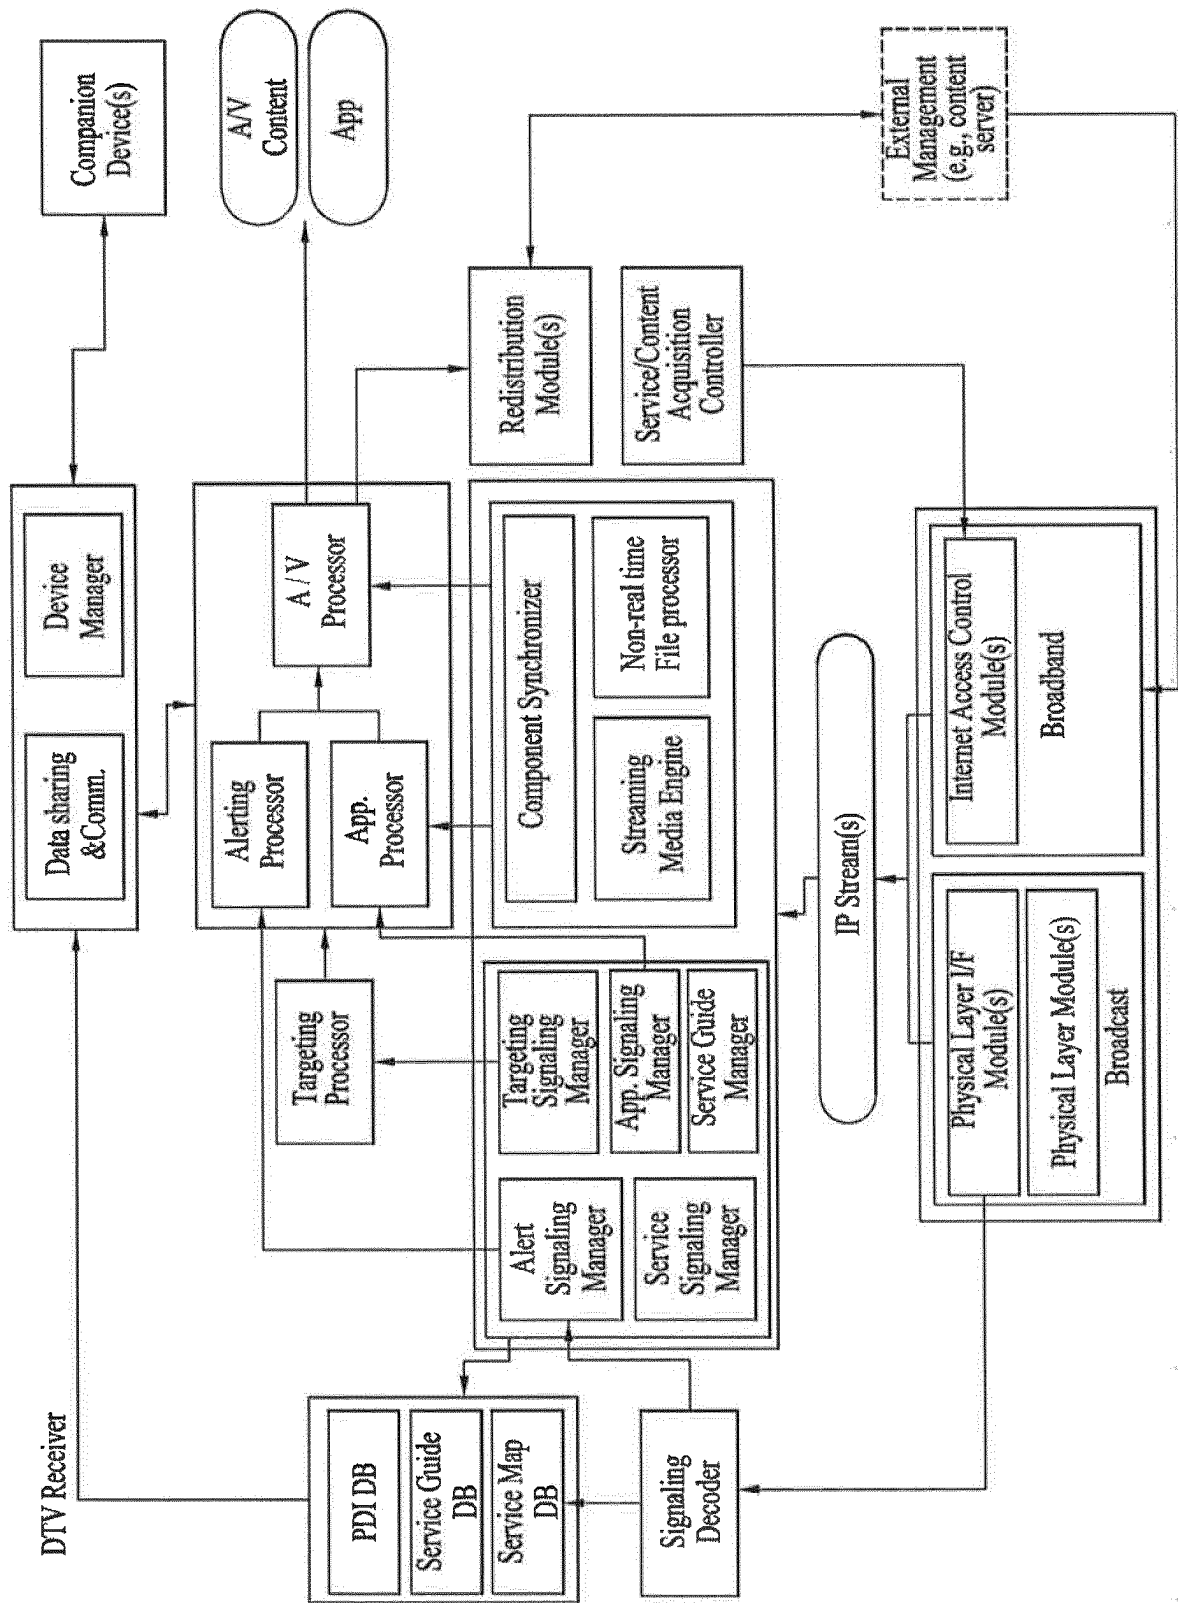 DTV Receiver
PDI DB
Service Guide
DB
Service Map
DB
Signaling
Decoder
Data sharing
&Comm.
Device
Manager
Companion
Device(s)
Targeting
Processor
Alerting
Processor
App.
Processor
A / V
Processor
A/V
Content
App
Alert
Signaling
Manager
Service
Signaling
Manager
Targeting
Signaling
Manager
App. Signaling
Manager
Service Guide
Manager
Component Synchronizer
Streaming
Media Engine
Non-real time
File processor
Redistribution
Module(s)
Service/Content
Acquisition
Controller
IP Stream(s)
Physical Layer I/F
Module(s)
Physical Layer Module(s)
Broadcast
Internet Access Control
Module(s)
Broadband
External
Management
(e.g., content
server)